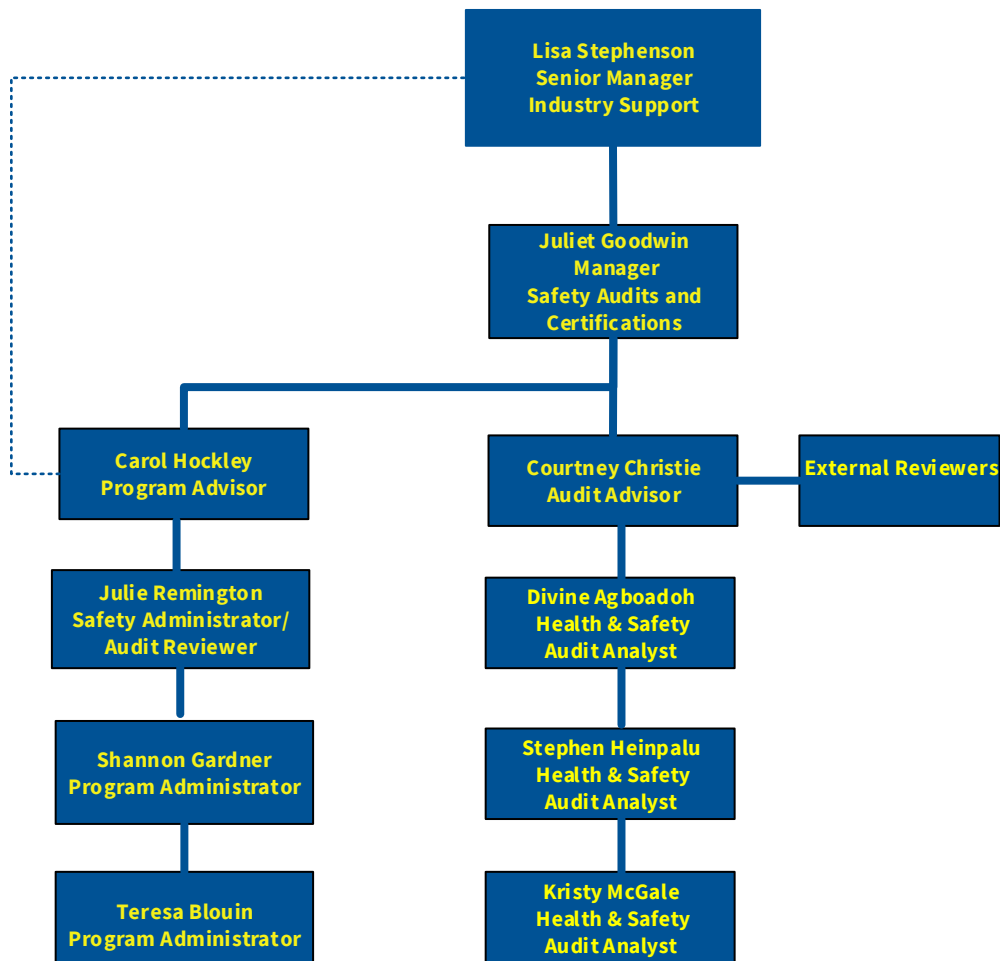 Lisa Stephenson
Senior Manager
Industry Support
Juliet Goodwin
Manager
Safety Audits and
Certifications
Carol Hockley
Program Advisor
Courtney Christie
Audit Advisor
External Reviewers
Julie Remington
Safety Administrator/
Audit Reviewer
Divine Agboadoh
Health & Safety
Audit Analyst
Shannon Gardner
Program Administrator
Stephen Heinpalu
Health & Safety
Audit Analyst
Teresa Blouin
Program Administrator
Kristy McGale
Health & Safety
Audit Analyst